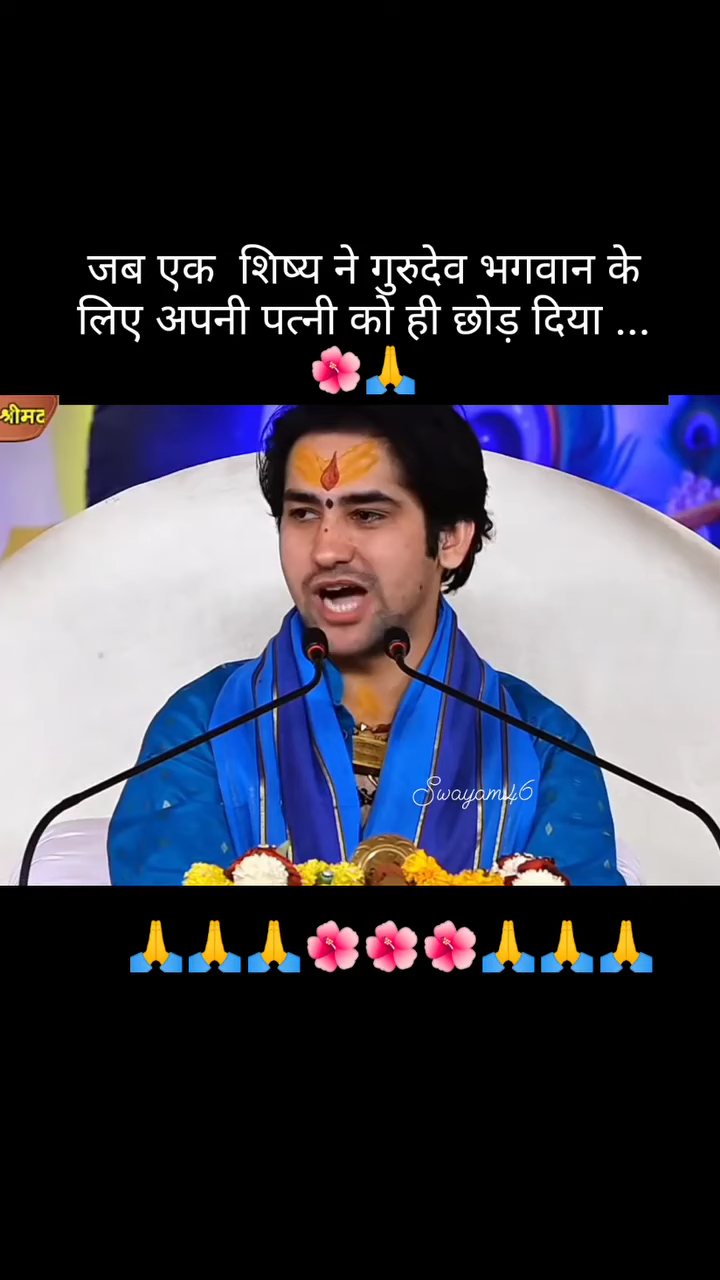 जब एक शिष्य ने गुरुदेव भगवान के
लिए अपनी पत्नी को ही छोड़ दिया ...
🌺🙏
श्रीमद
Swayam46
🙏🙏🙏🌺🌺🌺🙏🙏🙏